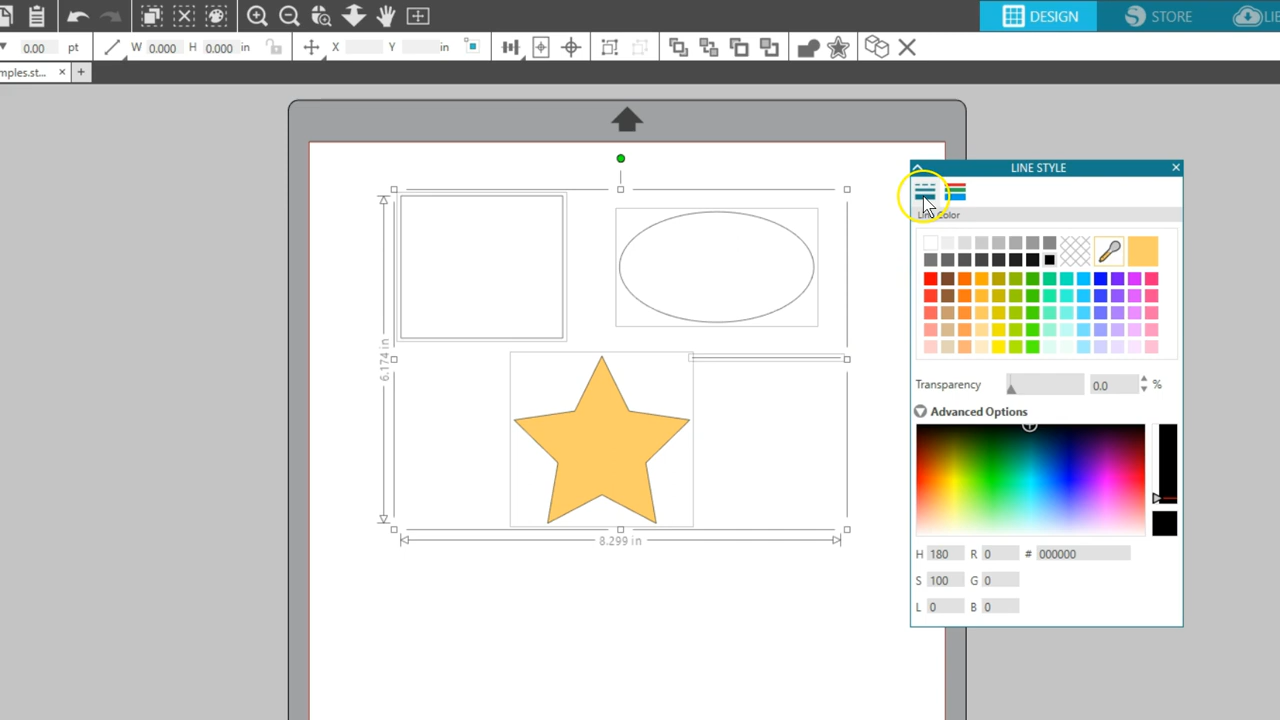 DESIGN
STORE
LIE
0.00 pt W 0.000 H 0.000 in X Y in
mples.st... × +
LINE STYLE
Line Color
Transparency 0.0 %
Advanced Options
6.174 in
8.299 in
H 180 R 0 # 000000
S 100 G 0
L 0 B 0